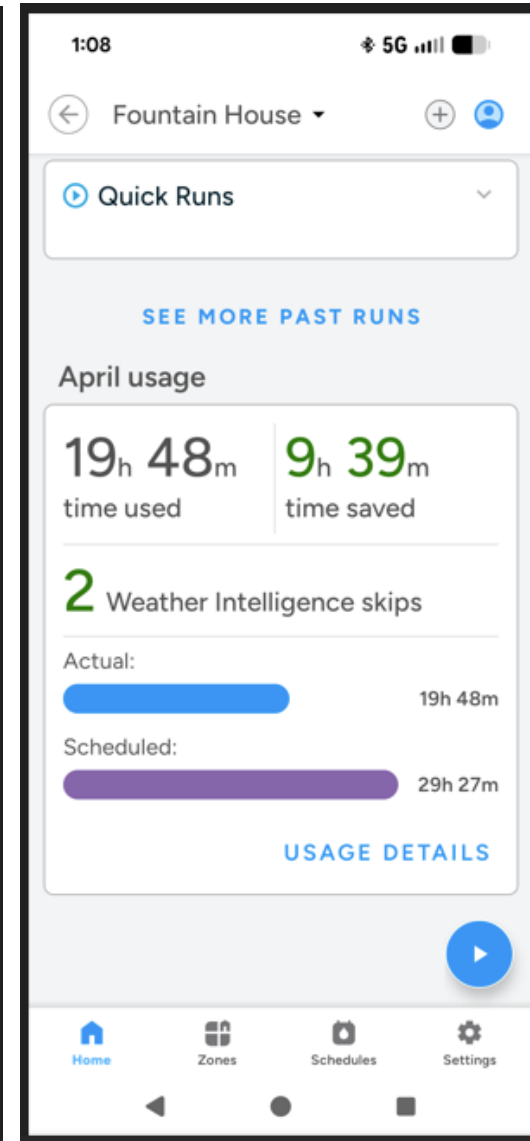 1:08 5G
Fountain House
Quick Runs
SEE MORE PAST RUNS
April usage
19h 48m 9h 39m
time used time saved
2 Weather Intelligence skips
Actual:
19h 48m
Scheduled:
29h 27m
USAGE DETAILS
Home Zones Schedules Settings